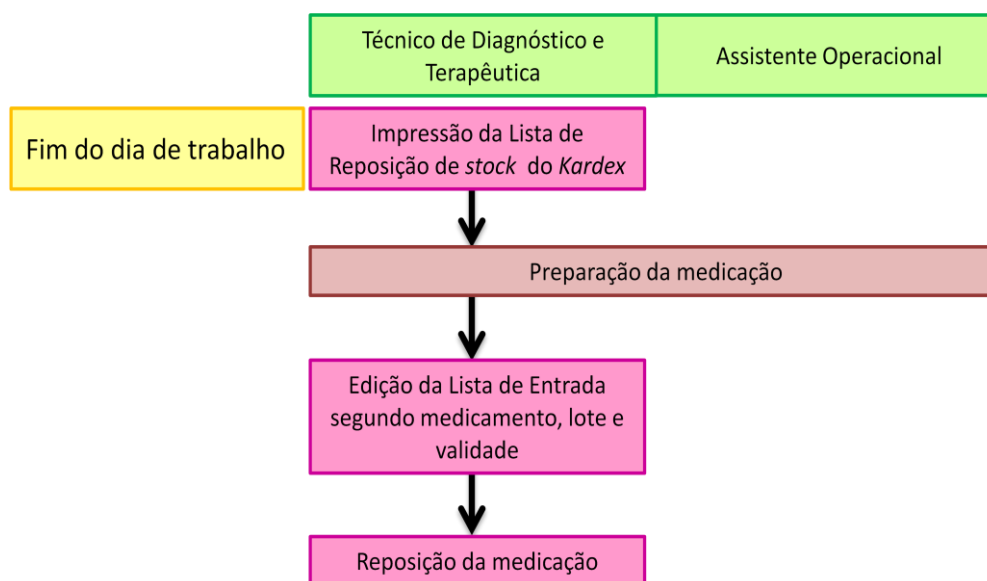 Técnico de Diagnóstico e
Terapêutica
Assistente Operacional
Fim do dia de trabalho
Impressão da Lista de
Reposição de stock do Kardex
Preparação da medicação
Edição da Lista de Entrada
segundo medicamento, lote e
validade
Reposição da medicação